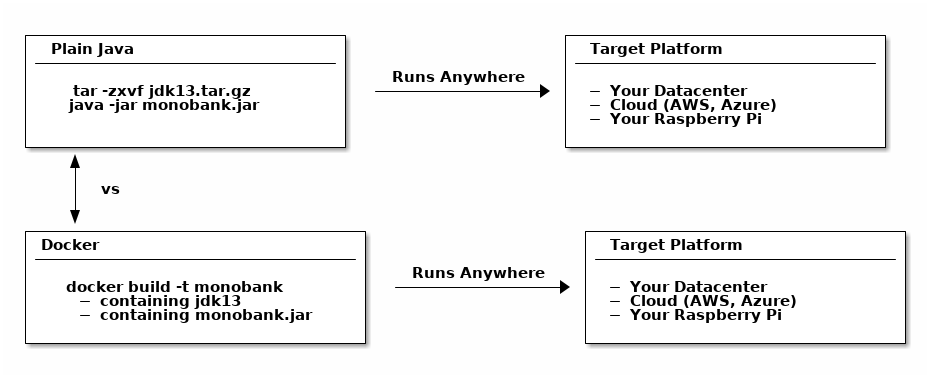 Plain Java
tar -zxvf jdk13.tar.gz
java -jar monobank.jar
Runs Anywhere
Target Platform
– Your Datacenter
– Cloud (AWS, Azure)
– Your Raspberry Pi
vs
Docker
docker build -t monobank
– containing jdk13
– containing monobank.jar
Runs Anywhere
Target Platform
– Your Datacenter
– Cloud (AWS, Azure)
– Your Raspberry Pi